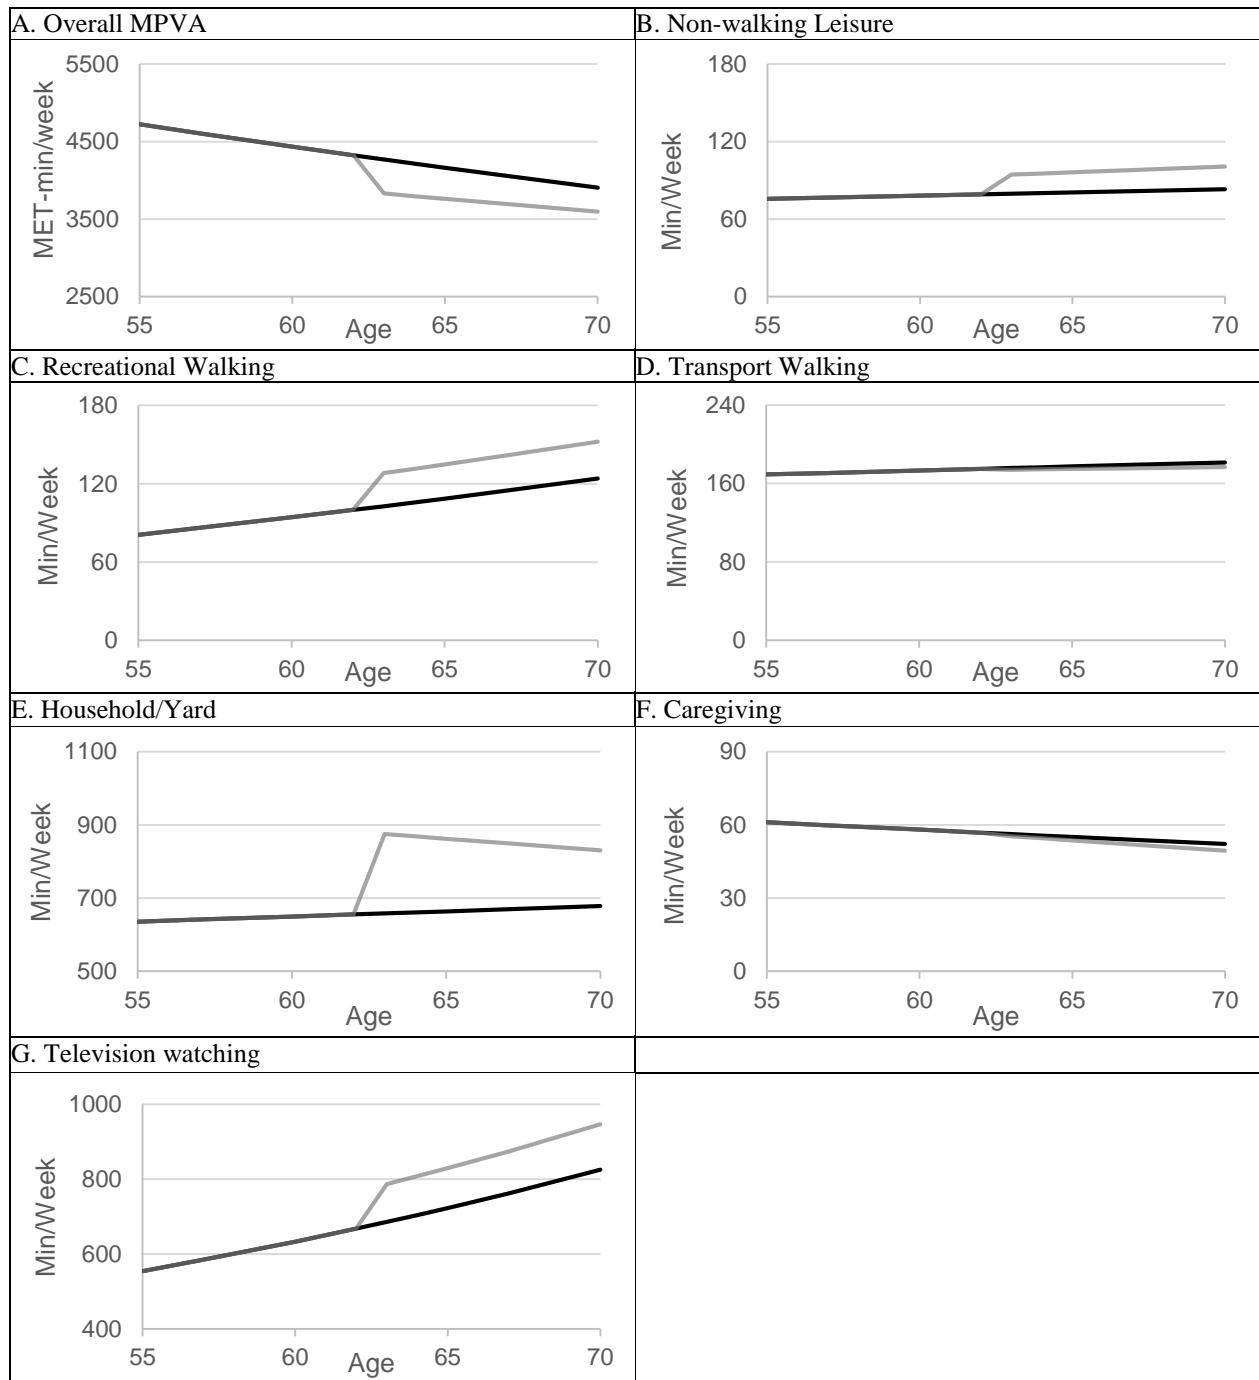 A. Overall MPVA
5500
4500
3500
2500
MET-min/week
55
60
65
70
Age
B. Non-walking Leisure
180
120
60
0
Min/Week
55
60
65
70
Age
C. Recreational Walking
180
120
60
0
Min/Week
55
60
65
70
Age
D. Transport Walking
240
160
80
0
Min/Week
55
60
65
70
Age
E. Household/Yard
1100
900
700
500
Min/Week
55
60
65
70
Age
F. Caregiving
90
60
30
0
Min/Week
55
60
65
70
Age
G. Television watching
1000
800
600
400
Min/Week
55
60
65
70
Age